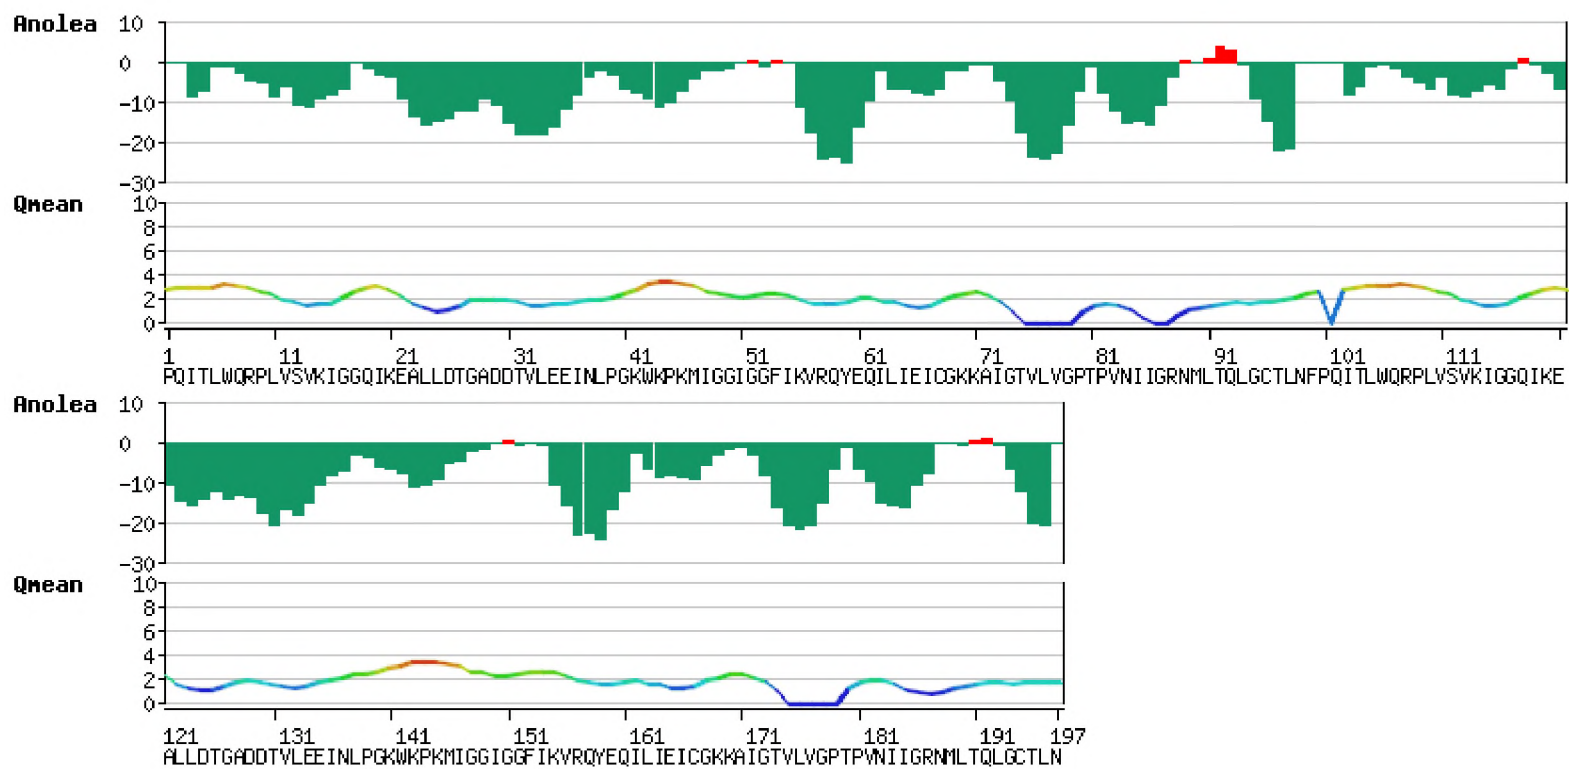 Anolea 10
0
-10
-20
-30
Qmean 10
8
6
4
2
0
1 11 21 31 41 51 61 71 81 91 101 111
PQITLWQRPLVSVKIGGQIKEALLDTGADDTVLEEINLPGKWKPKMIGGIGGFIKVRQYEQILIEICGKKAIGTVLVGPTPVNIIGRNMLTQLGCTLNFPQITLWQRPLVSVKIGGQIKE
Anolea 10
0
-10
-20
-30
Qmean 10
8
6
4
2
0
121 131 141 151 161 171 181 191 197
ALLDTGADDTVLEEINLPGKWKPKMIGGIGGFIKVRQYEQILIEICGKKAIGTVLVGPTPVNIIGRNMLTQLGCTLN